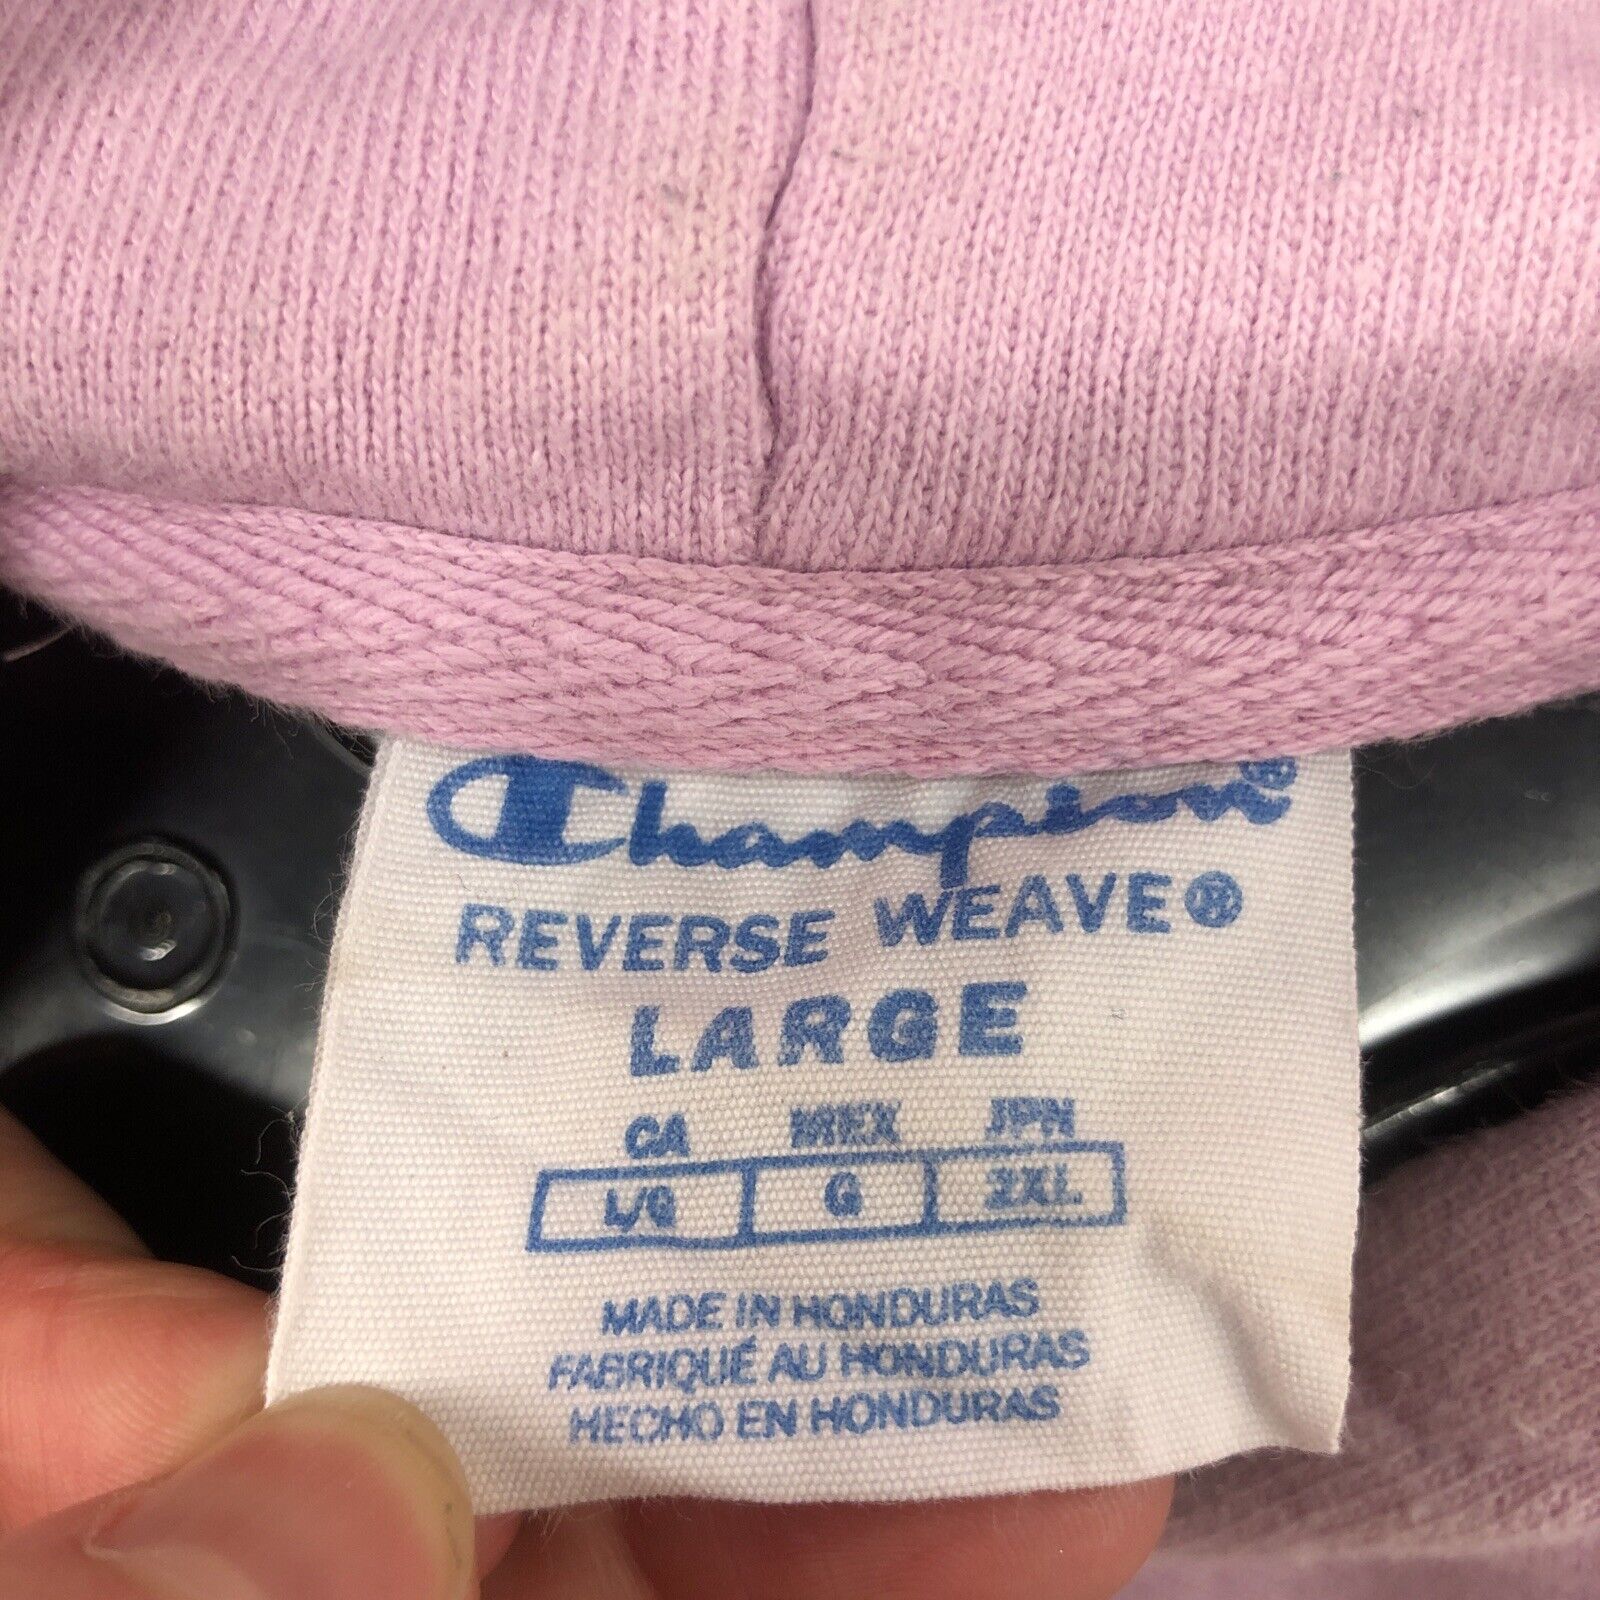 Champion®
REVERSE WEAVE®
LARGE
CA MEX JPN
L/G G 2XL
MADE IN HONDURAS
FABRIQUÉ AU HONDURAS
HECHO EN HONDURAS